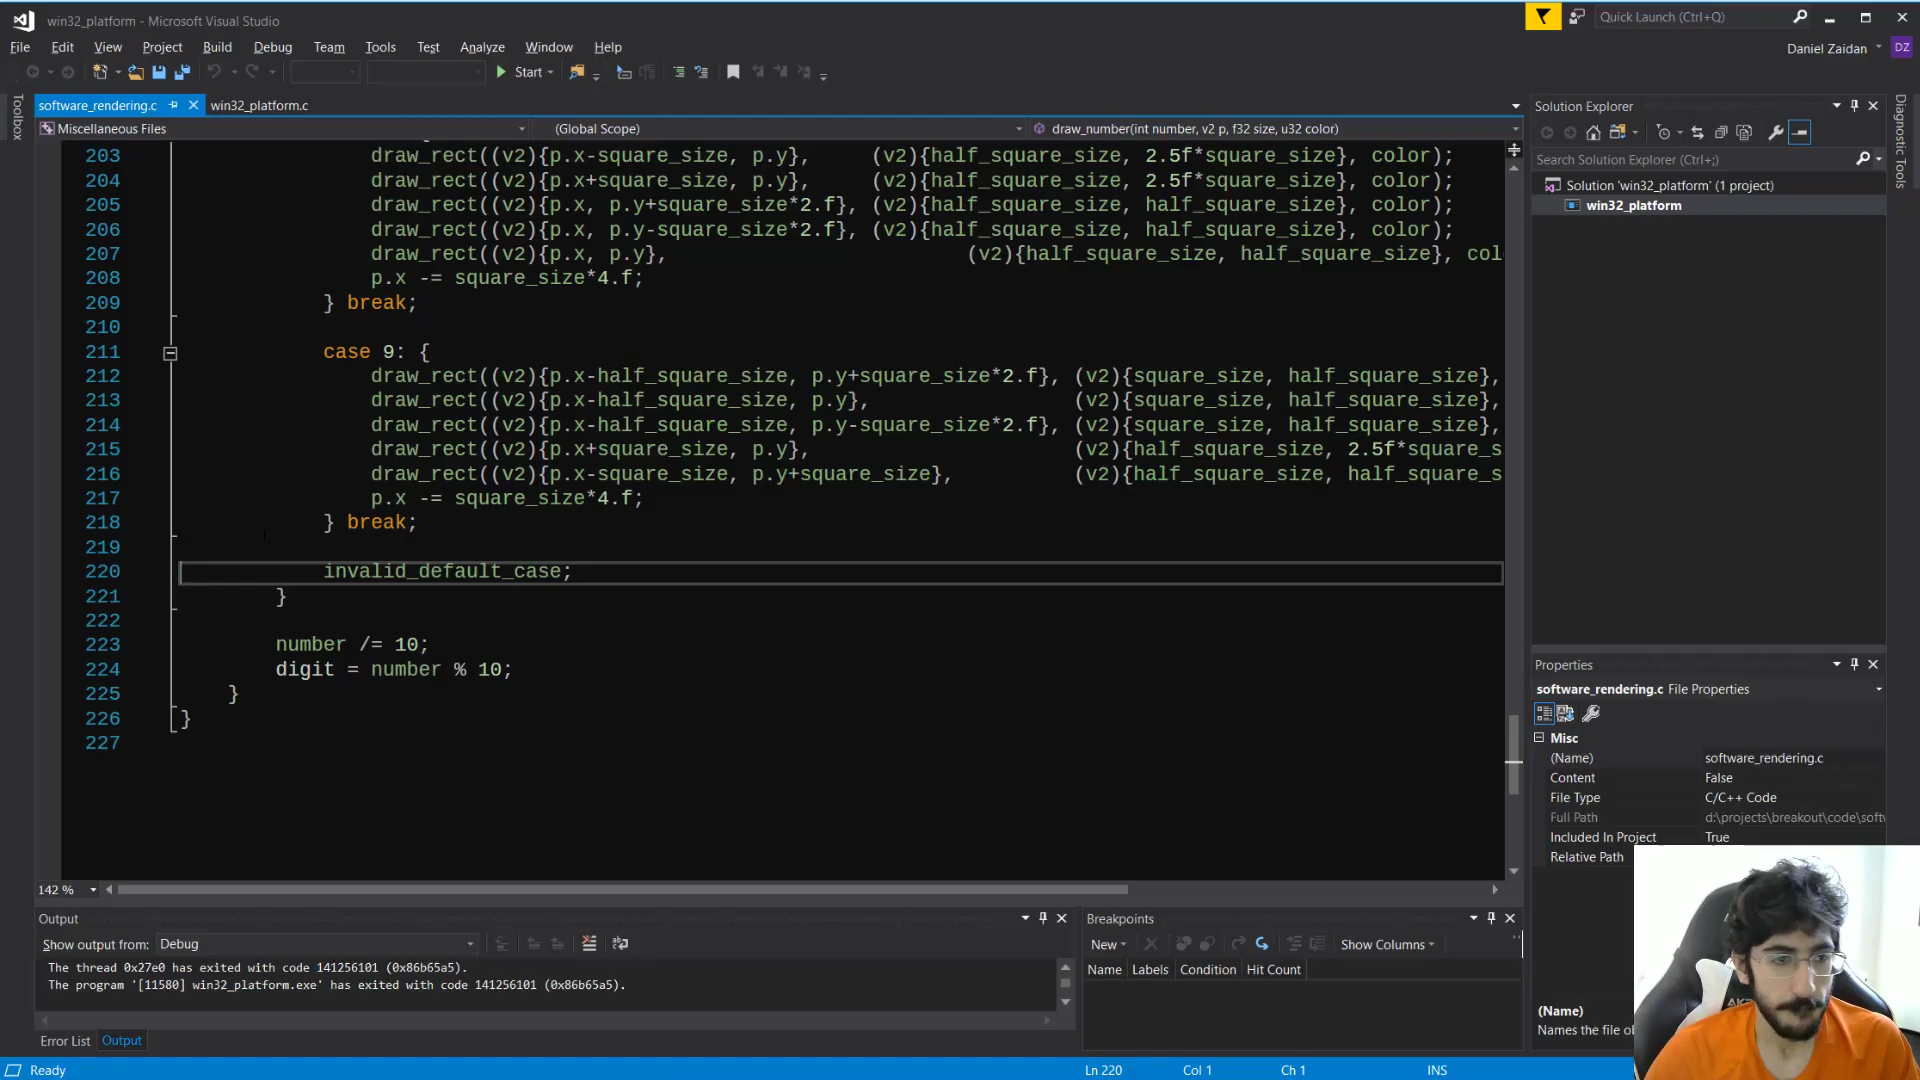 win32_platform - Microsoft Visual Studio
Quick Launch (Ctrl+Q)
File Edit View Project Build Debug Team Tools Test Analyze Window Help
Daniel Zaidan DZ
Start
Toolbox
software_rendering.c win32_platform.c
Miscellaneous Files (Global Scope) draw_number(int number, v2 p, f32 size, u32 color)
203 draw_rect((v2){p.x-square_size, p.y}, (v2){half_square_size, 2.5f*square_size}, color);
204 draw_rect((v2){p.x+square_size, p.y}, (v2){half_square_size, 2.5f*square_size}, color);
205 draw_rect((v2){p.x, p.y+square_size*2.f}, (v2){half_square_size, half_square_size}, color);
206 draw_rect((v2){p.x, p.y-square_size*2.f}, (v2){half_square_size, half_square_size}, color);
207 draw_rect((v2){p.x, p.y}, (v2){half_square_size, half_square_size}, col
208 p.x -= square_size*4.f;
209 } break;
210
211 case 9: {
212 draw_rect((v2){p.x-half_square_size, p.y+square_size*2.f}, (v2){square_size, half_square_size},
213 draw_rect((v2){p.x-half_square_size, p.y}, (v2){square_size, half_square_size},
214 draw_rect((v2){p.x-half_square_size, p.y-square_size*2.f}, (v2){square_size, half_square_size},
215 draw_rect((v2){p.x+square_size, p.y}, (v2){half_square_size, 2.5f*square_s
216 draw_rect((v2){p.x-square_size, p.y+square_size}, (v2){half_square_size, half_square_s
217 p.x -= square_size*4.f;
218 } break;
219
220 invalid_default_case;
221 }
222
223 number /= 10;
224 digit = number % 10;
225 }
226 }
227
142 %
Output
Show output from: Debug
The thread 0x27e0 has exited with code 141256101 (0x86b65a5).
The program '[11580] win32_platform.exe' has exited with code 141256101 (0x86b65a5).
Error List Output
Breakpoints
New Show Columns
Name Labels Condition Hit Count
Solution Explorer
Search Solution Explorer (Ctrl+;)
Solution 'win32_platform' (1 project)
win32_platform
Diagnostic Tools
Properties
software_rendering.c File Properties
Misc
(Name) software_rendering.c
Content False
File Type C/C++ Code
Full Path d:\projects\breakout\code\soft
Included In Project True
Relative Path
(Name)
Names the file o
Ready Ln 220 Col 1 Ch 1 INS